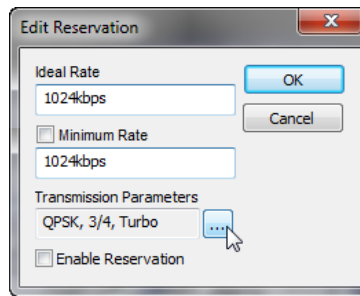 Edit Reservation
X
Ideal Rate
1024kbps
OK
Cancel
Minimum Rate
1024kbps
Transmission Parameters
QPSK, 3/4, Turbo
...
Enable Reservation